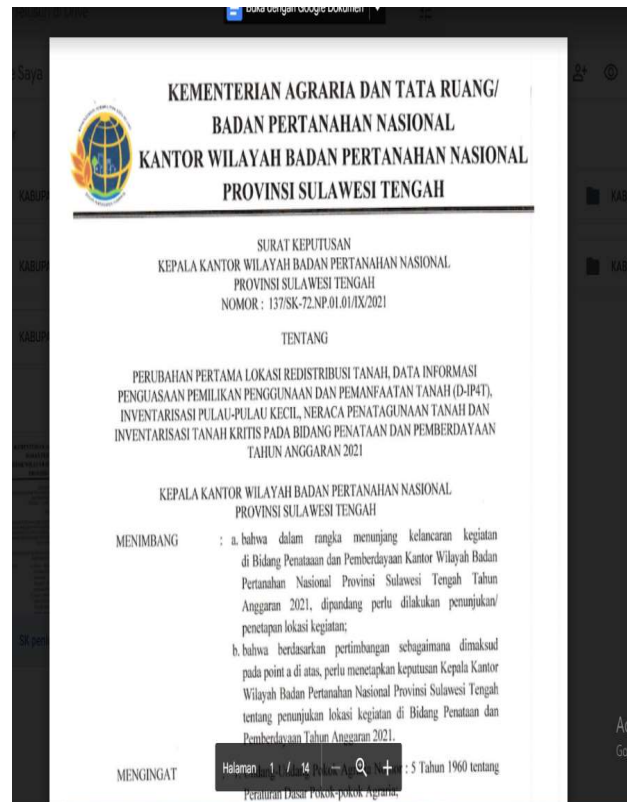 Buka dengan Google Dokumen
Saya
KEMENTERIAN AGRARIA DAN TATA RUANG/
BADAN PERTANAHAN NASIONAL
KANTOR WILAYAH BADAN PERTANAHAN NASIONAL
PROVINSI SULAWESI TENGAH
SURAT KEPUTUSAN
KEPALA KANTOR WILAYAH BADAN PERTANAHAN NASIONAL
PROVINSI SULAWESI TENGAH
NOMOR : 137/SK-72.NP.01.01/IX/2021
TENTANG
PERUBAHAN PERTAMA LOKASI REDISTRIBUSI TANAH, DATA INFORMASI
PENGUASAAN PEMILIKAN PENGGUNAAN DAN PEMANFAATAN TANAH (D-IP4T),
INVENTARISASI PULAU-PULAU KECIL, NERACA PENATAGUNAAN TANAH DAN
INVENTARISASI TANAH KRITIS PADA BIDANG PENATAAN DAN PEMBERDAYAAN
TAHUN ANGGARAN 2021
KEPALA KANTOR WILAYAH BADAN PERTANAHAN NASIONAL
PROVINSI SULAWESI TENGAH
MENIMBANG : a. bahwa dalam rangka menunjang kelancaran kegiatan
di Bidang Penataaan dan Pemberdayaan Kantor Wilayah Badan
Pertanahan Nasional Provinsi Sulawesi Tengah Tahun
Anggaran 2021, dipandang perlu dilakukan penunjukan/
penetapan lokasi kegiatan;
b. bahwa berdasarkan pertimbangan sebagaimana dimaksud
pada point a di atas, perlu menetapkan keputusan Kepala Kantor
Wilayah Badan Pertanahan Nasional Provinsi Sulawesi Tengah
tentang penunjukan lokasi kegiatan di Bidang Penataan dan
Pemberdayaan Tahun Anggaran 2021.
MENGINGAT : 5 Tahun 1960 tentang
Peraturan Dasar Pokok-pokok Agraria;
Halaman 1 / 14 − +
KABUPA
KABUPA
KABUPA
KAB
KAB